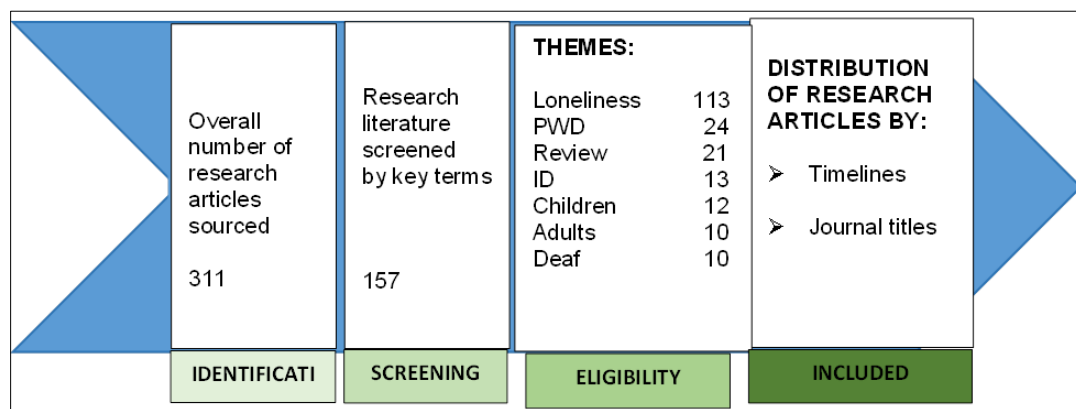 Overall
number of
research
articles
sourced
311
IDENTIFICATI
Research
literature
screened
by key terms
157
SCREENING
THEMES:
Loneliness 113
PWD 24
Review 21
ID 13
Children 12
Adults 10
Deaf 10
ELIGIBILITY
DISTRIBUTION
OF RESEARCH
ARTICLES BY:
➤ Timelines
➤ Journal titles
INCLUDED